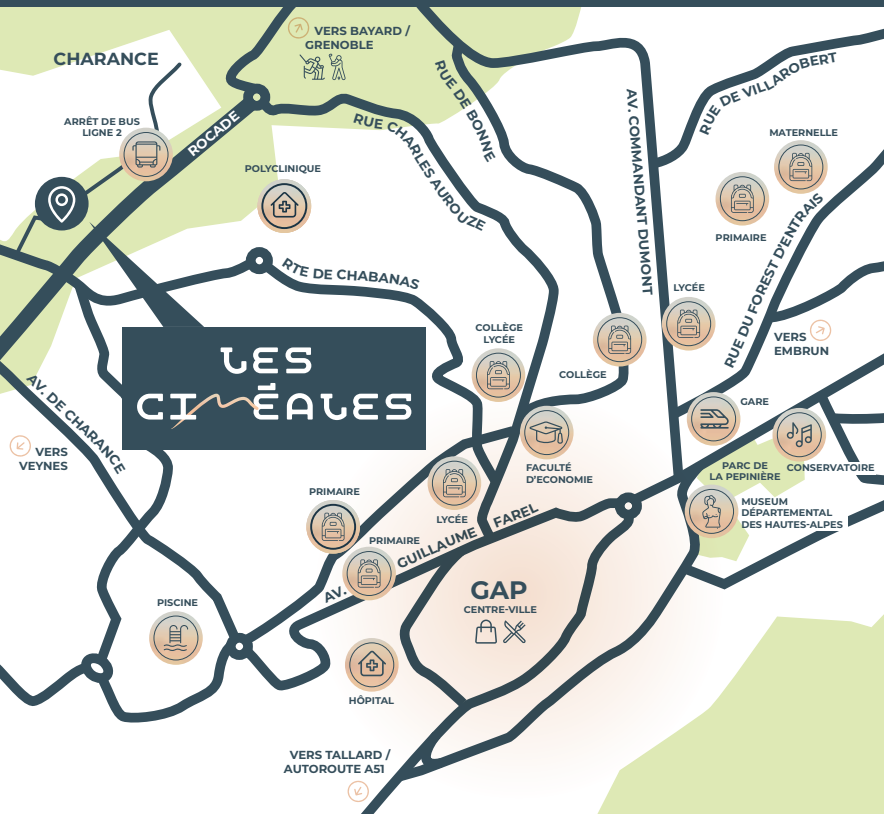 VERS BAYARD /
GRENOBLE
CHARANCE
ARRÊT DE BUS
LIGNE 2
ROCADE
POLYCLINIQUE
RUE CHARLES AUROUZE
RUE DE BONNE
AV. COMMANDANT DUMONT
RUE DE VILLAROBERT
MATERNELLE
PRIMAIRE
RUE DU FOREST D'ENTRAIS
RTE DE CHABANAS
LYCÉE
COLLÈGE
LYCÉE
COLLÈGE
VERS
EMBRUN
LES
CIMÉALES
AV. DE CHARANCE
VERS
VEYNES
GARE
CONSERVATOIRE
PARC DE
LA PEPINIÈRE
FACULTÉ
D'ECONOMIE
MUSEUM
DÉPARTEMENTAL
DES HAUTES-ALPES
PRIMAIRE
LYCÉE
PRIMAIRE
AV. GUILLAUME FAREL
GAP
CENTRE-VILLE
PISCINE
HÔPITAL
VERS TALLARD /
AUTOROUTE A51